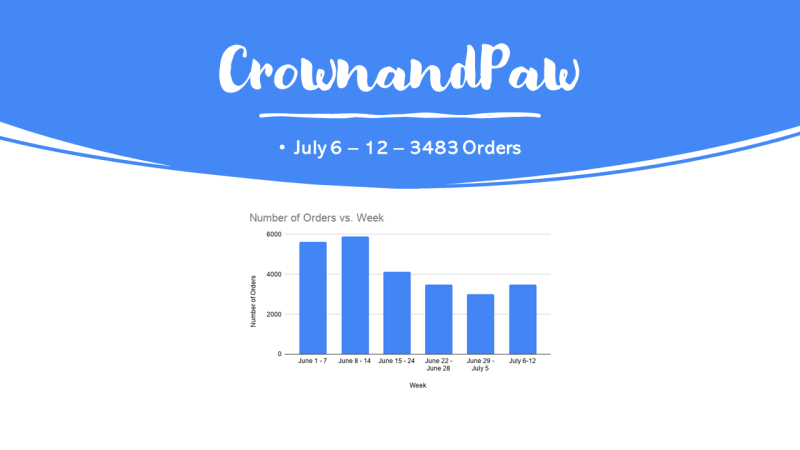 CrownandPaw
• July 6 – 12 – 3483 Orders
Number of Orders vs. Week
6000
4000
2000
0
Number of Orders
June 1 - 7
June 8 - 14
June 15 - 24
June 22 -
June 28
June 29 -
July 5
July 6-12
Week